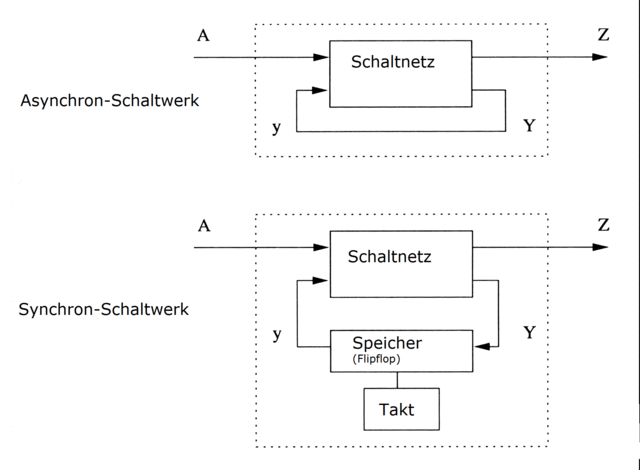 A
Z
Schaltnetz
Asynchron-Schaltwerk
y
Y
A
Z
Schaltnetz
Synchron-Schaltwerk
y
Y
Speicher
(Flipflop)
Takt